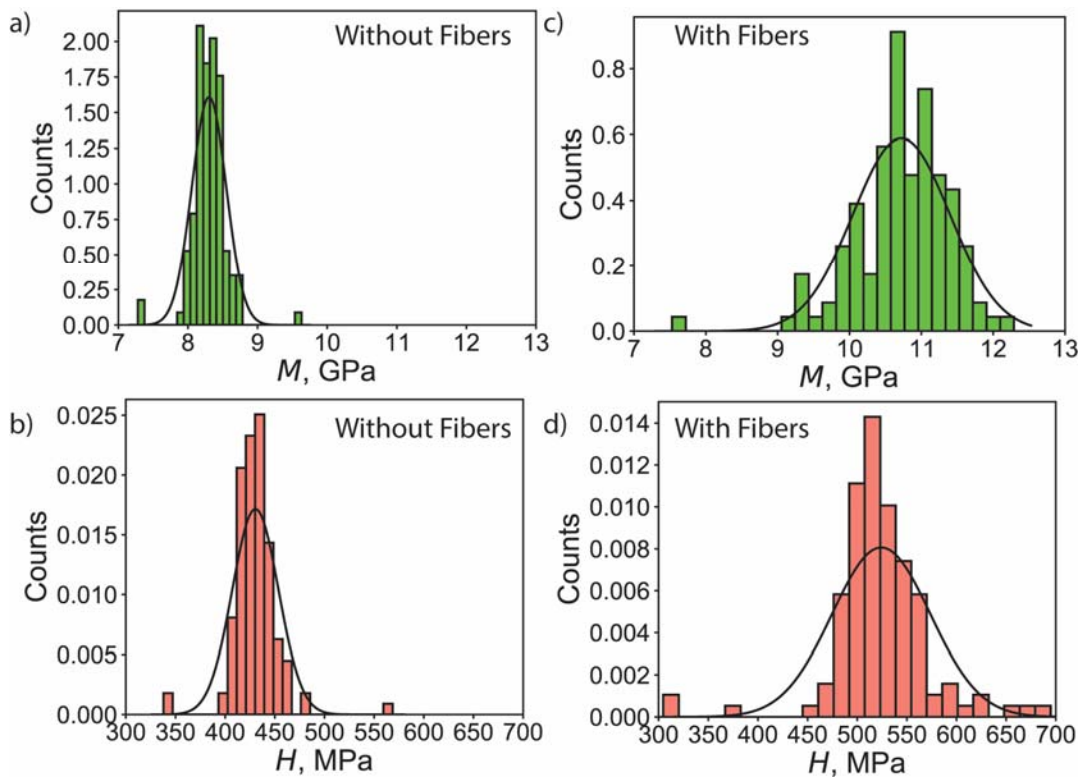 a)
Without Fibers
2.00
1.75
1.50
1.25
1.00
0.75
0.50
0.25
0.00
Counts
7 8 9 10 11 12 13
M, GPa
c)
With Fibers
0.8
0.6
0.4
0.2
0.0
Counts
7 8 9 10 11 12 13
M, GPa
b)
Without Fibers
0.025
0.020
0.015
0.010
0.005
0.000
Counts
300 350 400 450 500 550 600 650 700
H, MPa
d)
With Fibers
0.014
0.012
0.010
0.008
0.006
0.004
0.002
0.000
Counts
300 350 400 450 500 550 600 650 700
H, MPa